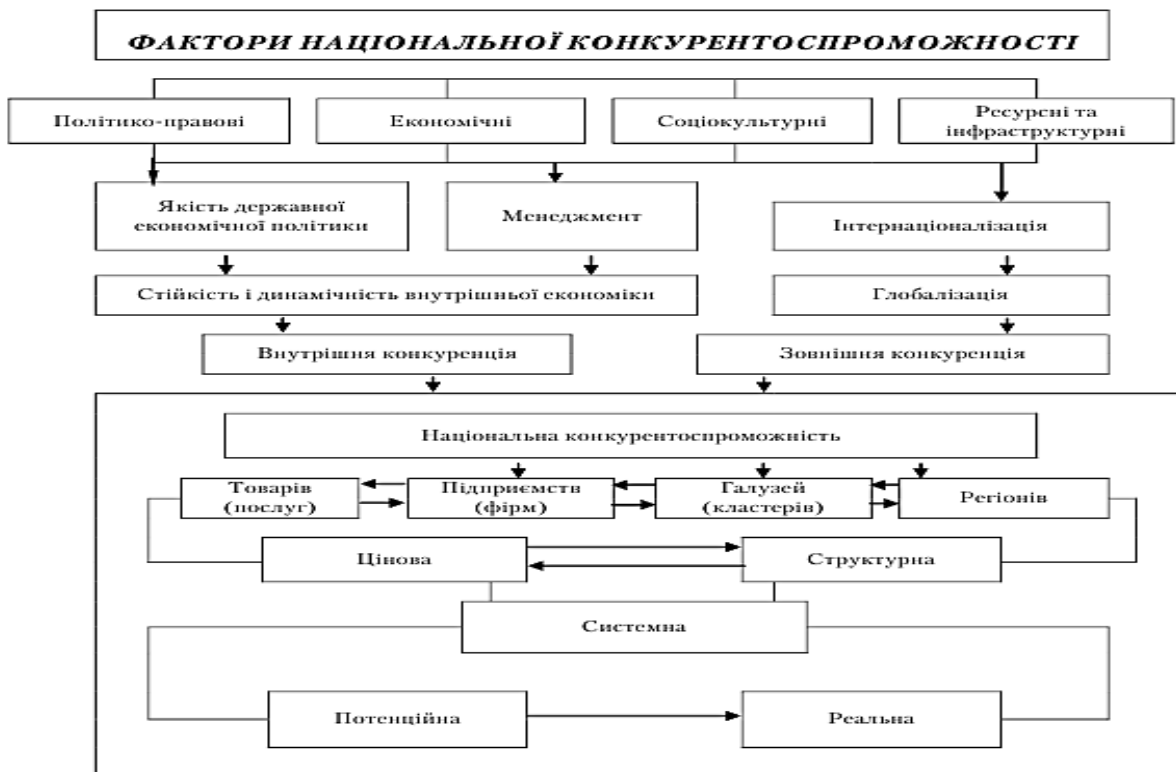 ФАКТОРИ НАЦІОНАЛЬНОЇ КОНКУРЕНТОСПРОМОЖНОСТІ
Політико-правові
Економічні
Соціокультурні
Ресурсні та
інфраструктурні
Якість державної
економічної політики
Менеджмент
Інтернаціоналізація
Стійкість і динамічність внутрішньої економіки
Глобалізація
Внутрішня конкуренція
Зовнішня конкуренція
Національна конкурентоспроможність
Товарів
(послуг)
Підприємств
(фірм)
Галузей
(кластерів)
Регіонів
Цінова
Структурна
Системна
Потенційна
Реальна